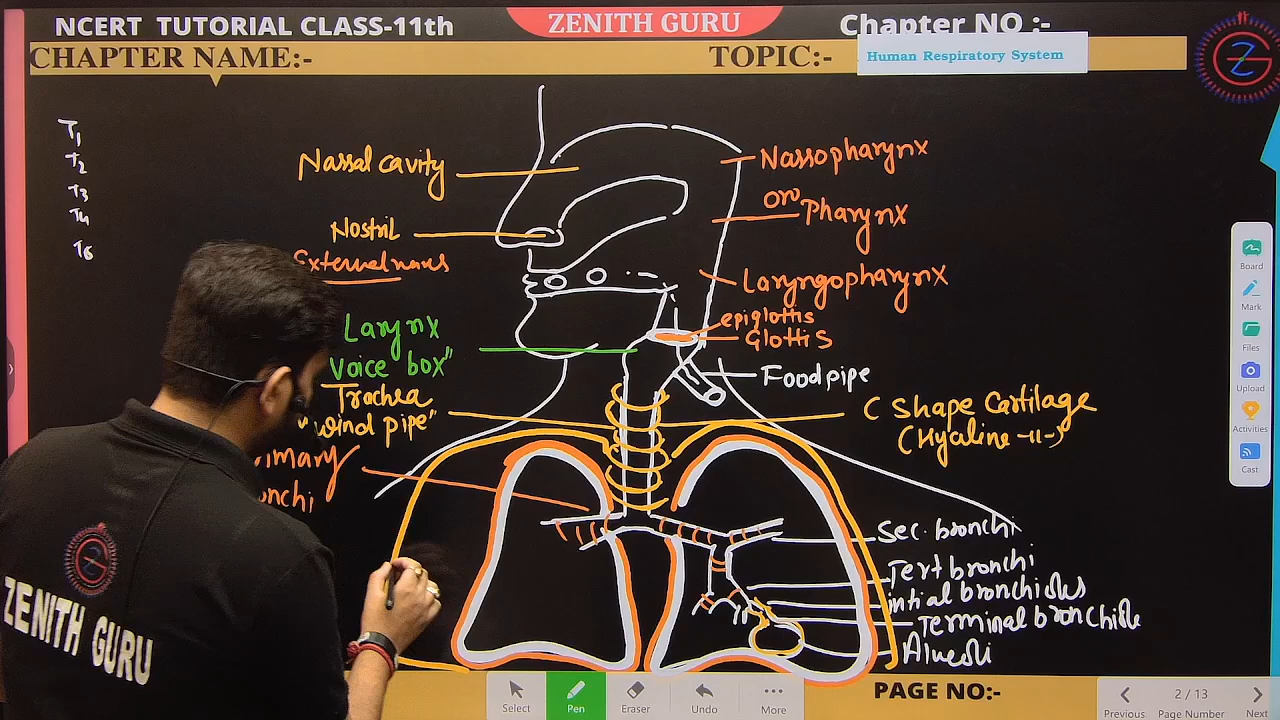 NCERT TUTORIAL CLASS-11th
ZENITH GURU
Chapter NO :-
CHAPTER NAME:-
TOPIC:-
Human Respiratory System
T1
T2
T3
T4
Nassal cavity
Nassopharynx
Nostril
oro
Pharynx
External nares
Laryngopharynx
Larynx
Voice box"
epiglottis
Glottis
Food pipe
Trachea
"wind pipe"
C Shape Cartilage
(Hyaline -11-)
rimary
onchi
Sec. bronchi
Tert bronchi
intial bronchioles
Terminal bronchiole
Alveoli
ZENITH GURU
Board
Mark
Files
Upload
Activities
Cast
Select
Pen
Eraser
Undo
More
PAGE NO:-
2 / 13
Previous
Page Number
Next